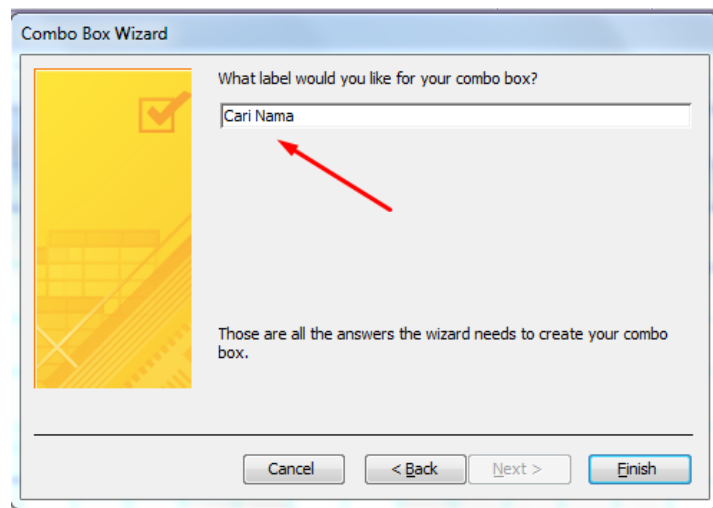 Combo Box Wizard
What label would you like for your combo box?
Cari Nama
Those are all the answers the wizard needs to create your combo
box.
Cancel
< Back
Next >
Finish